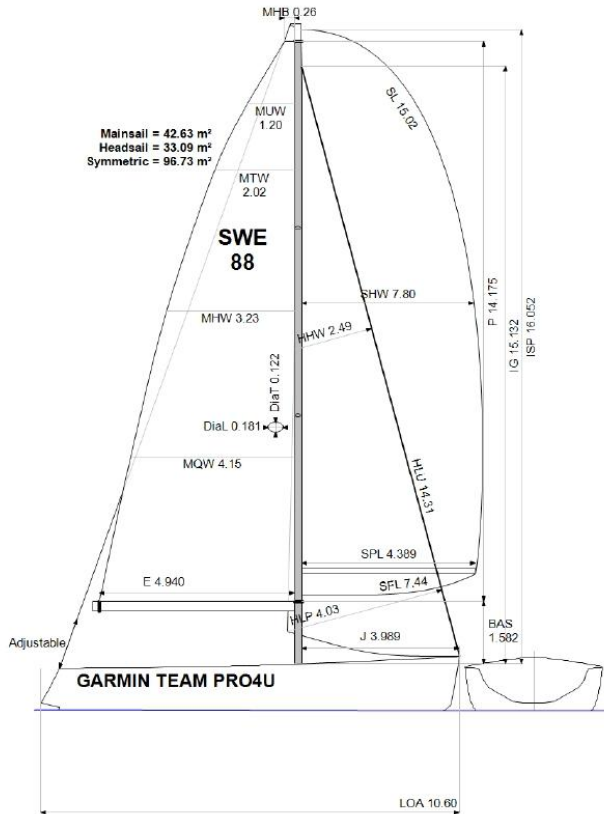 MHB 0.26
SL 15.02
MUW
1.20
Mainsail = 42.63 m²
Headsail = 33.09 m²
Symmetric = 96.73 m²
MTW
2.02
SWE
88
SHW 7.80
P 14.175
IG 15.132
ISP 16.052
MHW 3.23
HHW 2.49
DiaT 0.122
DiaL 0.181
MQW 4.15
HLU 14.31
SPL 4.389
E 4.940
SFL 7.44
HLP 4.03
BAS
1.582
Adjustable
J 3.989
GARMIN TEAM PRO4U
LOA 10.60